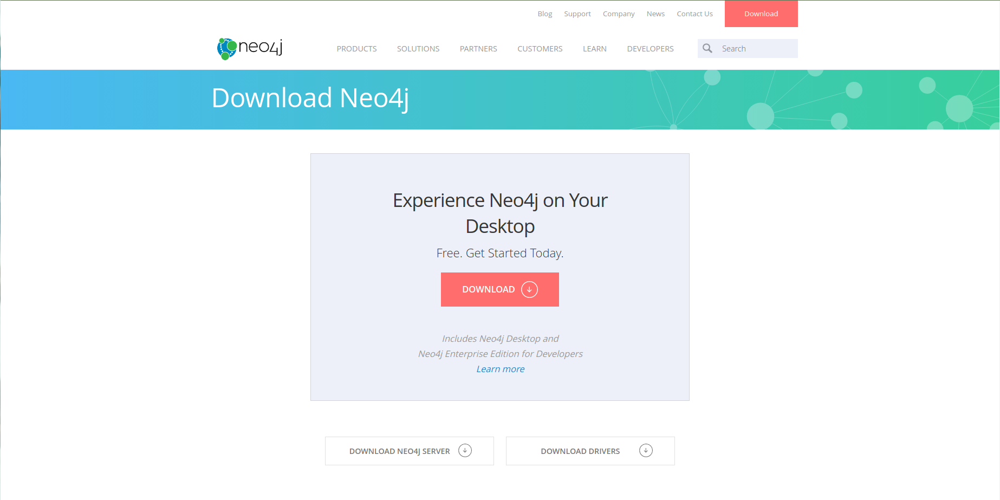 Blog Support Company News Contact Us Download
neo4j PRODUCTS SOLUTIONS PARTNERS CUSTOMERS LEARN DEVELOPERS Search
Download Neo4j
Experience Neo4j on Your
Desktop
Free. Get Started Today.
DOWNLOAD
Includes Neo4j Desktop and
Neo4j Enterprise Edition for Developers
Learn more
DOWNLOAD NEO4J SERVER DOWNLOAD DRIVERS